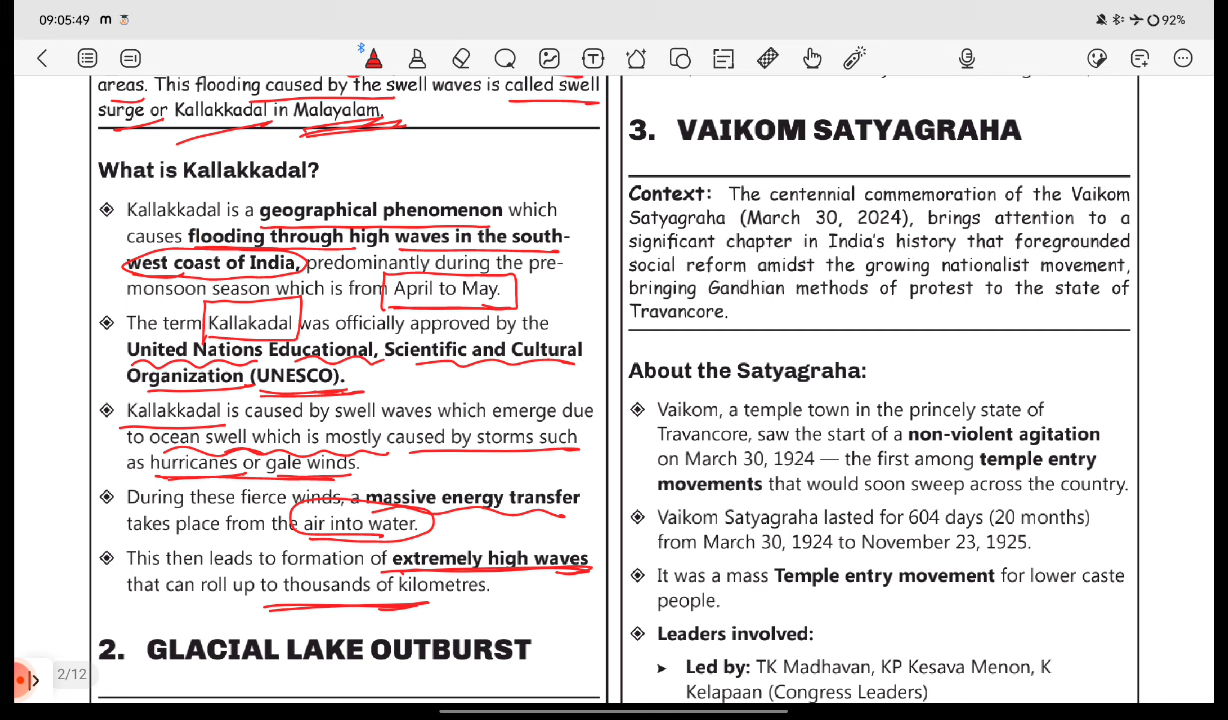 09:05:49 m
92%
areas. This flooding caused by the swell waves is called swell
surge or Kallakkadal in Malayalam.
What is Kallakkadal?
Kallakkadal is a geographical phenomenon which
causes flooding through high waves in the south-
west coast of India, predominantly during the pre-
monsoon season which is from April to May.
The term Kallakadal was officially approved by the
United Nations Educational, Scientific and Cultural
Organization (UNESCO).
Kallakkadal is caused by swell waves which emerge due
to ocean swell which is mostly caused by storms such
as hurricanes or gale winds.
During these fierce winds, a massive energy transfer
takes place from the air into water.
This then leads to formation of extremely high waves
that can roll up to thousands of kilometres.
2. GLACIAL LAKE OUTBURST
2/12
3. VAIKOM SATYAGRAHA
Context: The centennial commemoration of the Vaikom
Satyagraha (March 30, 2024), brings attention to a
significant chapter in India's history that foregrounded
social reform amidst the growing nationalist movement,
bringing Gandhian methods of protest to the state of
Travancore.
About the Satyagraha:
Vaikom, a temple town in the princely state of
Travancore, saw the start of a non-violent agitation
on March 30, 1924 — the first among temple entry
movements that would soon sweep across the country.
Vaikom Satyagraha lasted for 604 days (20 months)
from March 30, 1924 to November 23, 1925.
It was a mass Temple entry movement for lower caste
people.
Leaders involved:
Led by: TK Madhavan, KP Kesava Menon, K
Kelapaan (Congress Leaders)